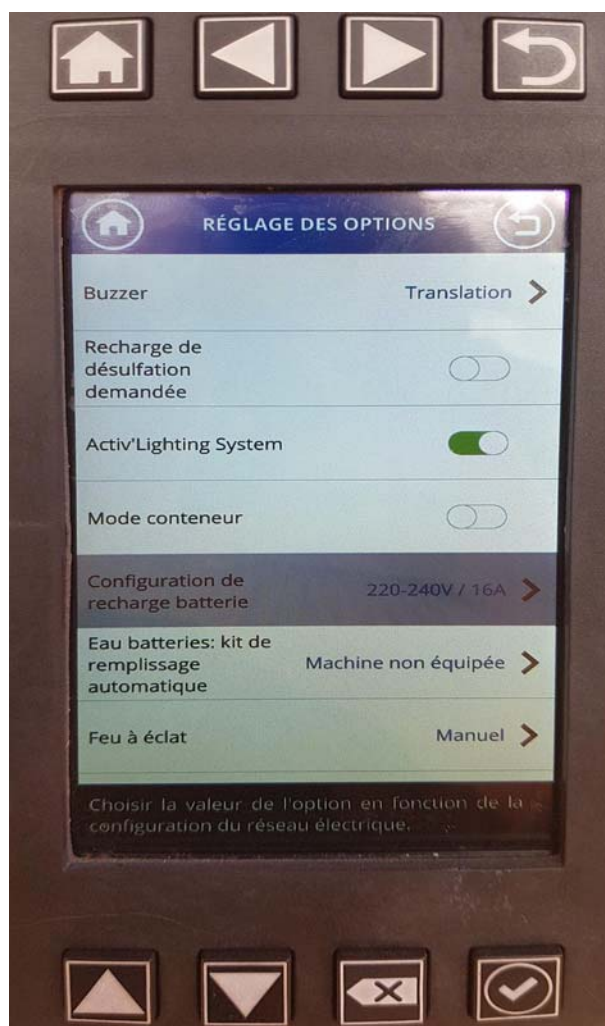 RÉGLAGE DES OPTIONS
Buzzer Translation
Recharge de
désulfation
demandée
Activ'Lighting System
Mode conteneur
Configuration de
recharge batterie 220-240V / 16A
Eau batteries: kit de
remplissage Machine non équipée
automatique
Feu à éclat Manuel
Choisir la valeur de l'option en fonction de la
configuration du réseau électrique.